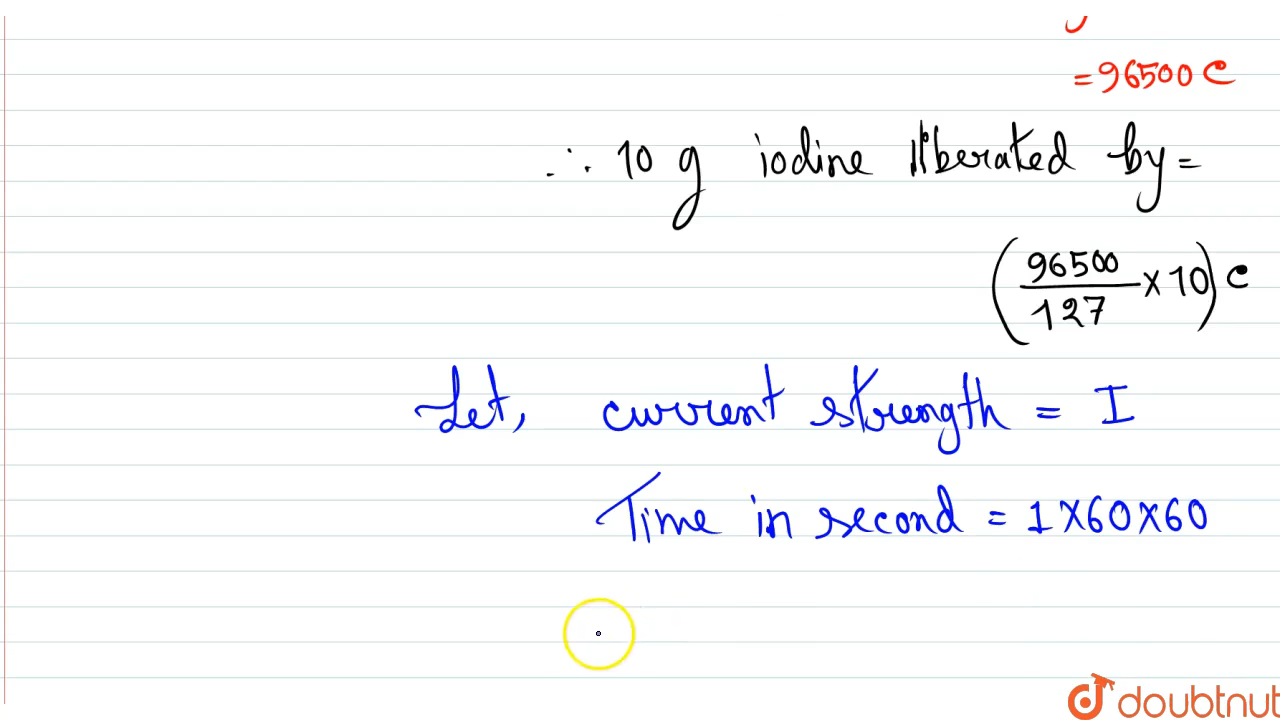 = 96500 C
∴ 10 g iodine liberated by =
(96500/127 × 10) C
Let, current strength = I
Time in second = 1×60×60
doubtnut